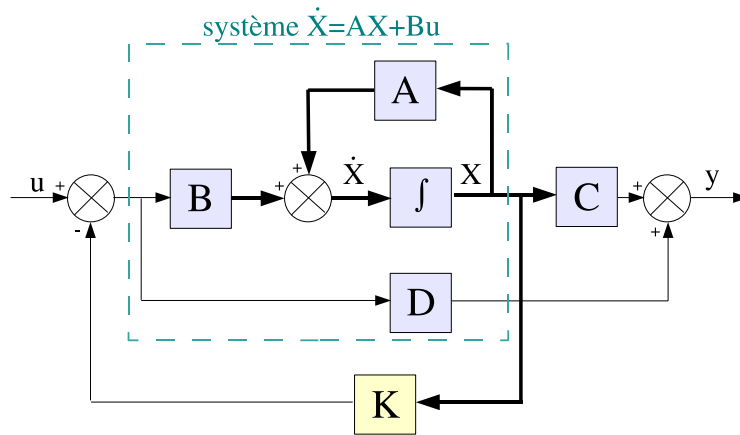 système Ẋ=AX+Bu
A
u
+
-
B
+
+
Ẋ
∫
X
C
+
+
y
D
K